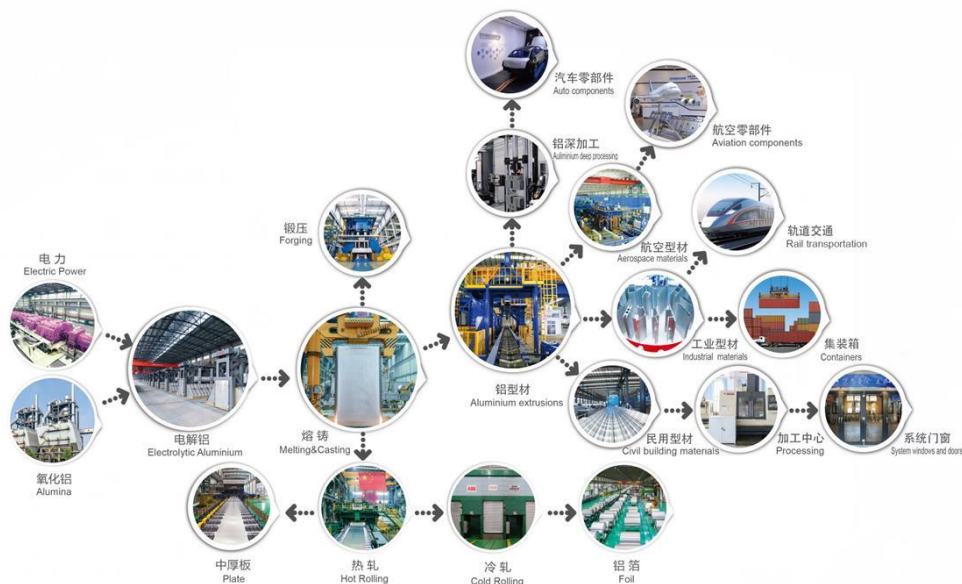 汽车零部件
Auto components
航空零部件
Aviation components
铝深加工
Auliminium deep processing
锻压
Forging
航空型材
Aerospace materials
轨道交通
Rail transportation
电 力
Electric Power
工业型材
Industrial materials
集装箱
Containers
铝型材
Aluminium extrusions
电解铝
Electrolytic Aluminium
熔 铸
Melting&Casting
民用型材
Civil building materials
加工中心
Processing
系统门窗
System windows and doors
氧化铝
Alumina
中厚板
Plate
热 轧
Hot Rolling
冷 轧
Cold Rolling
铝 箔
Foil